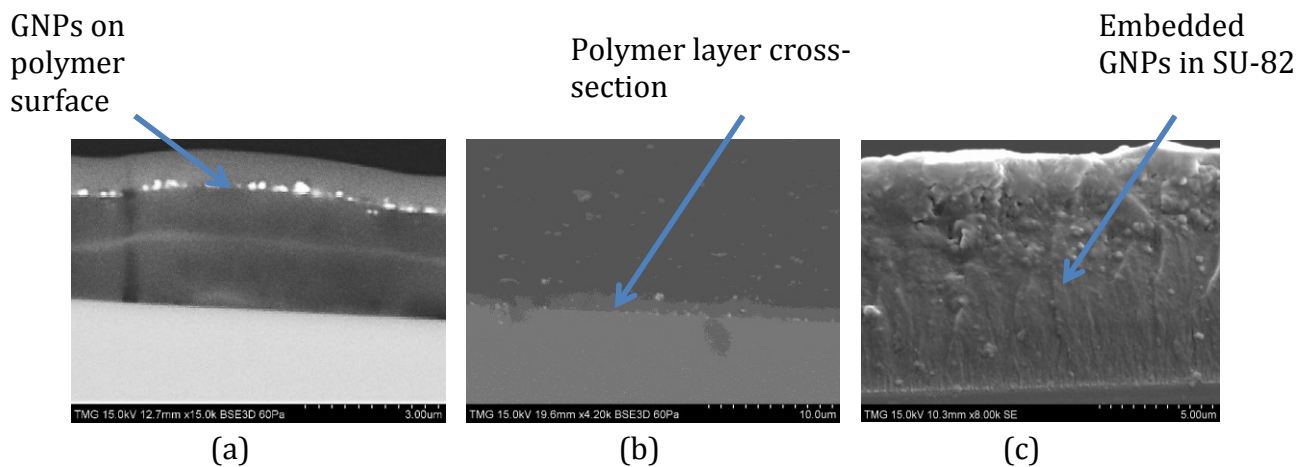 GNPs on
polymer
surface
Polymer layer cross-
section
Embedded
GNPs in SU-82
TMG 15.0kV 12.7mm x15.0k BSE3D 60Pa
3.00um
TMG 15.0kV 19.6mm x4.20k BSE3D 60Pa
10.0um
TMG 15.0kV 10.3mm x8.00k SE
5.00um
(a)
(b)
(c)